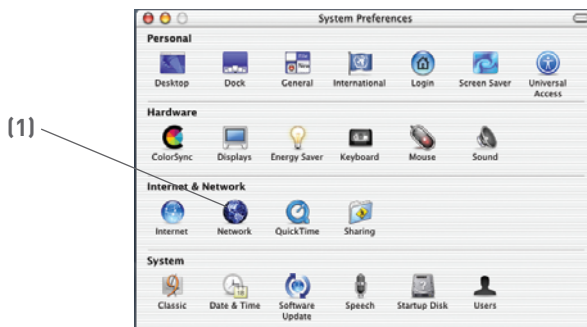 System Preferences
Personal
Desktop Dock General International Login Screen Saver Universal Access
Hardware
(1)
ColorSync Displays Energy Saver Keyboard Mouse Sound
Internet & Network
Internet Network QuickTime Sharing
System
Classic Date & Time Software Update Speech Startup Disk Users